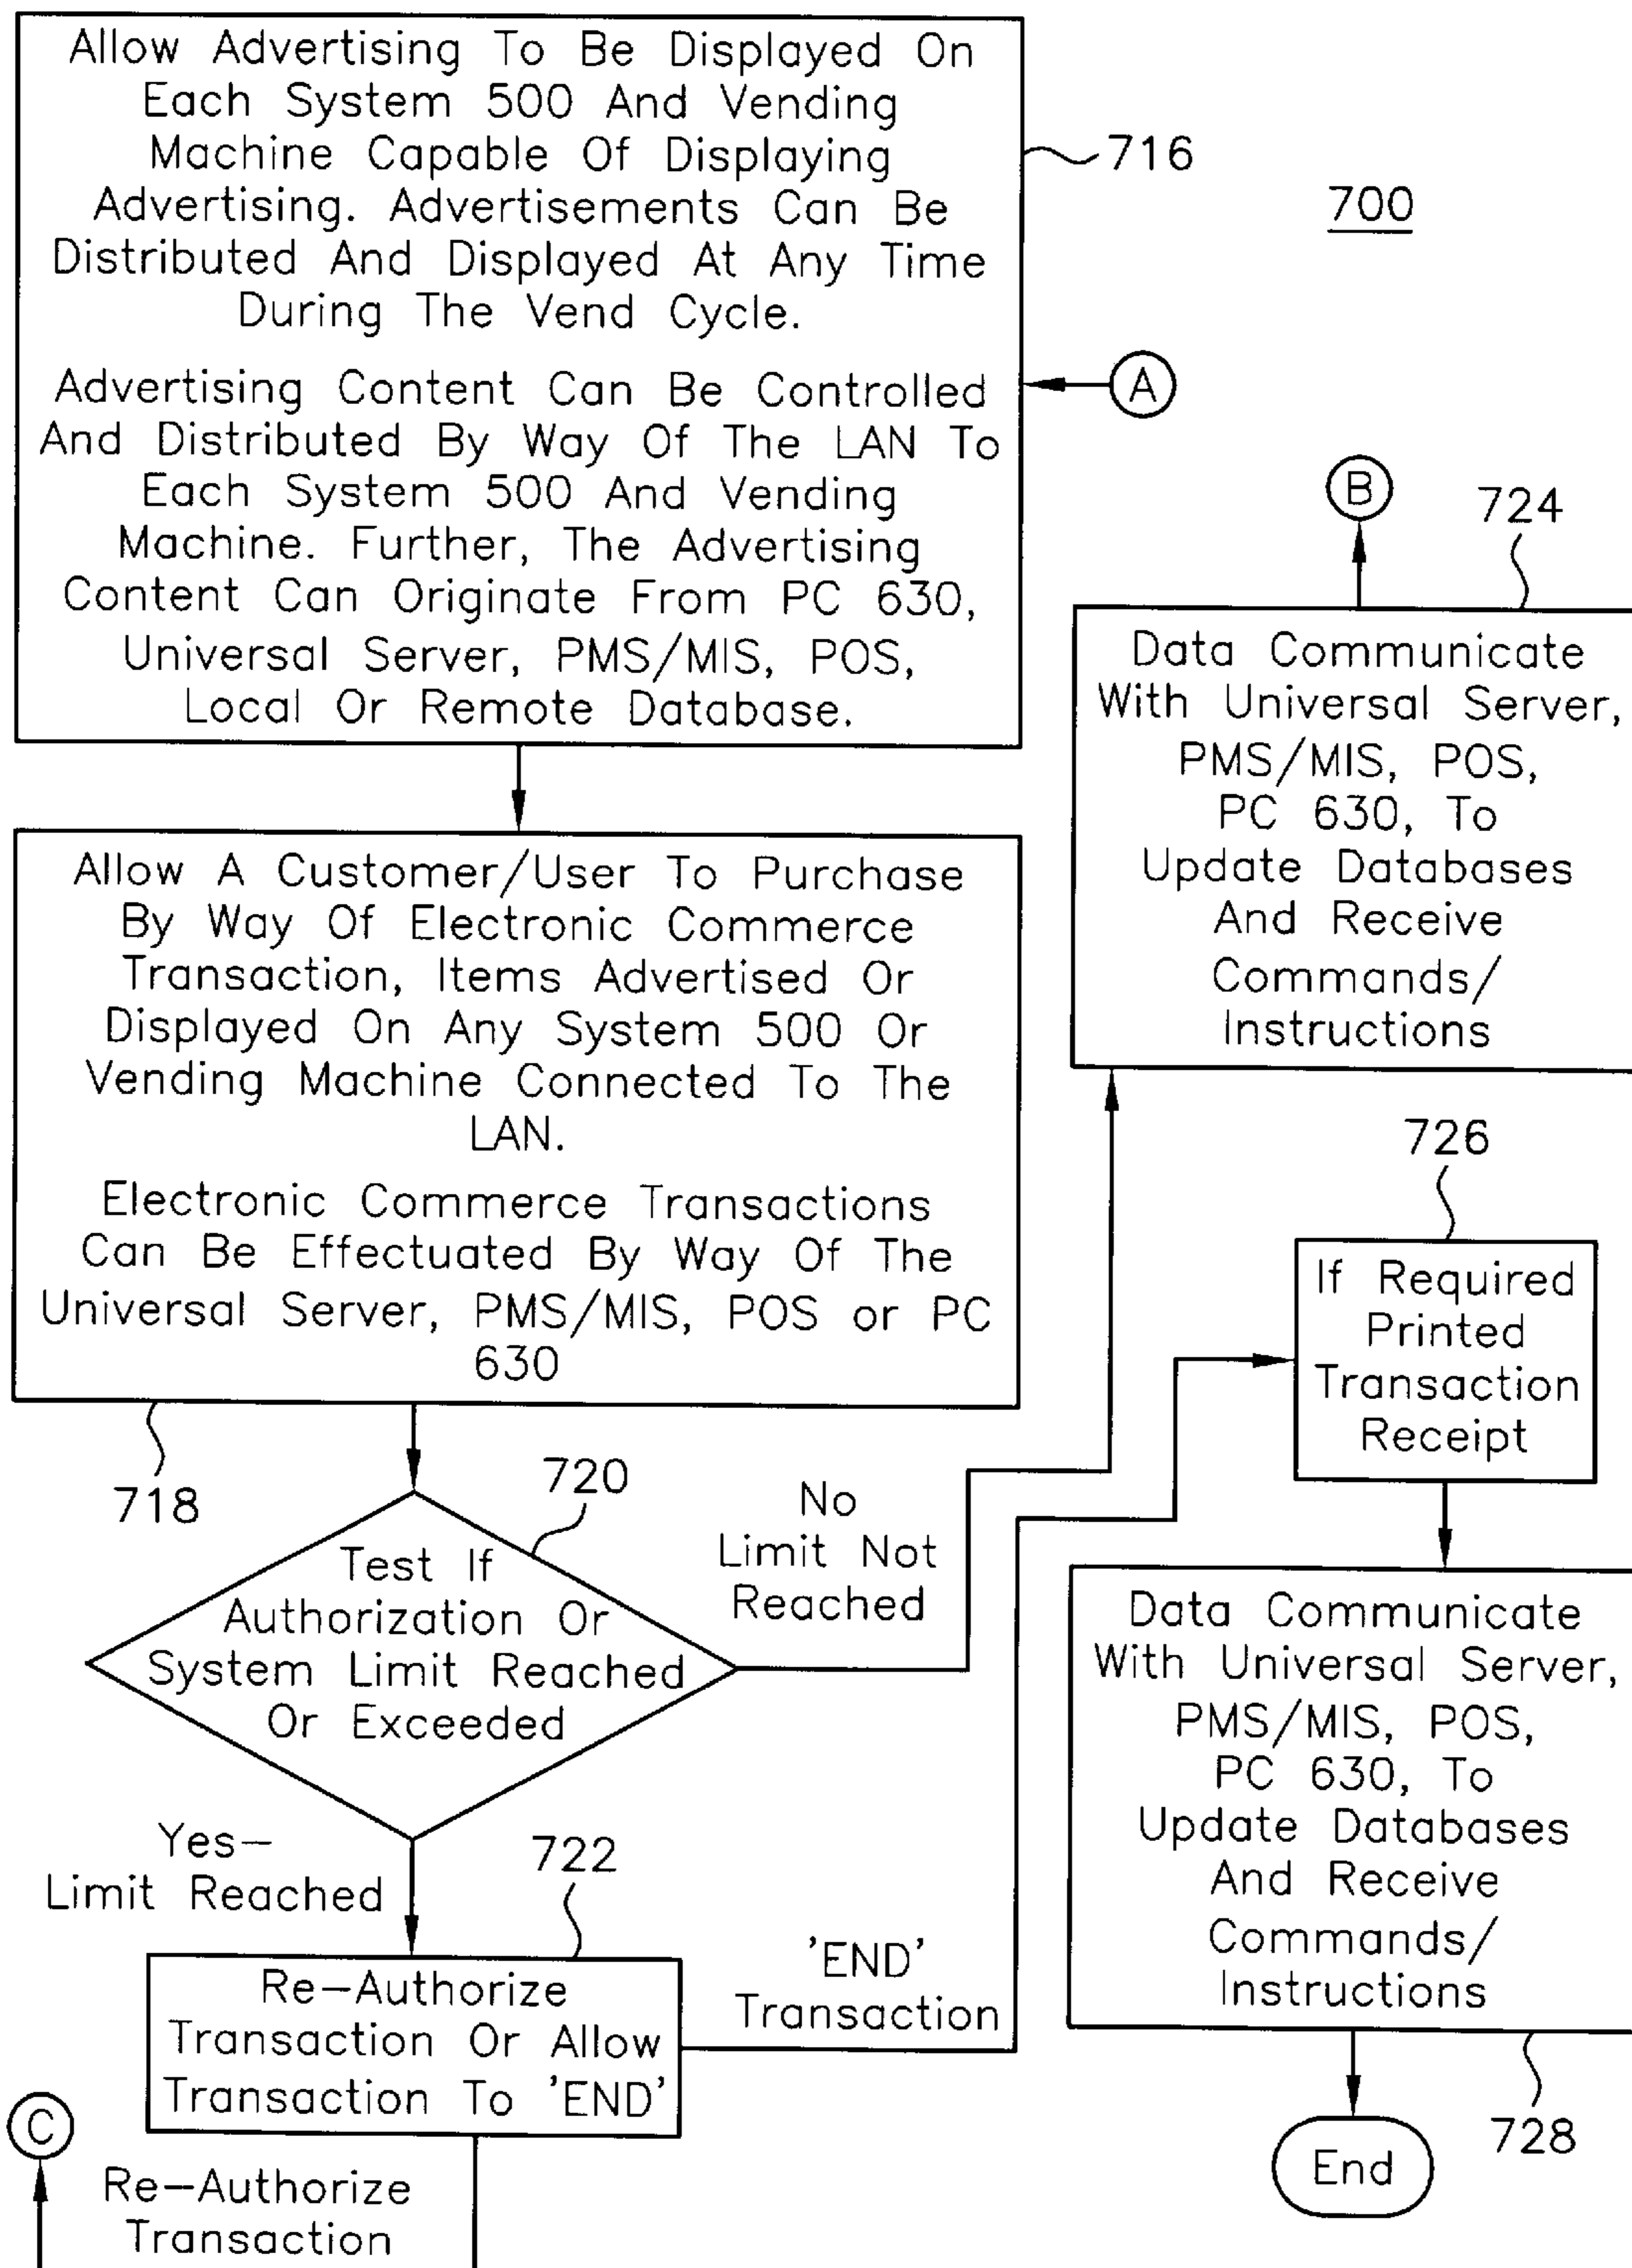 Allow Advertising To Be Displayed On
Each System 500 And Vending
Machine Capable Of Displaying
Advertising. Advertisements Can Be
Distributed And Displayed At Any Time
During The Vend Cycle.
Advertising Content Can Be Controlled
And Distributed By Way Of The LAN To
Each System 500 And Vending
Machine. Further, The Advertising
Content Can Originate From PC 630,
Universal Server, PMS/MIS, POS,
Local Or Remote Database.
716
700
A
Allow A Customer/User To Purchase
By Way Of Electronic Commerce
Transaction, Items Advertised Or
Displayed On Any System 500 Or
Vending Machine Connected To The
LAN.
Electronic Commerce Transactions
Can Be Effectuated By Way Of The
Universal Server, PMS/MIS, POS or PC
630
718
720
Test If
Authorization Or
System Limit Reached
Or Exceeded
No
Limit Not
Reached
Yes-
Limit Reached
722
Re-Authorize
Transaction Or Allow
Transaction To 'END'
'END'
Transaction
C
Re-Authorize
Transaction
B
724
Data Communicate
With Universal Server,
PMS/MIS, POS,
PC 630, To
Update Databases
And Receive
Commands/
Instructions
726
If Required
Printed
Transaction
Receipt
Data Communicate
With Universal Server,
PMS/MIS, POS,
PC 630, To
Update Databases
And Receive
Commands/
Instructions
728
End